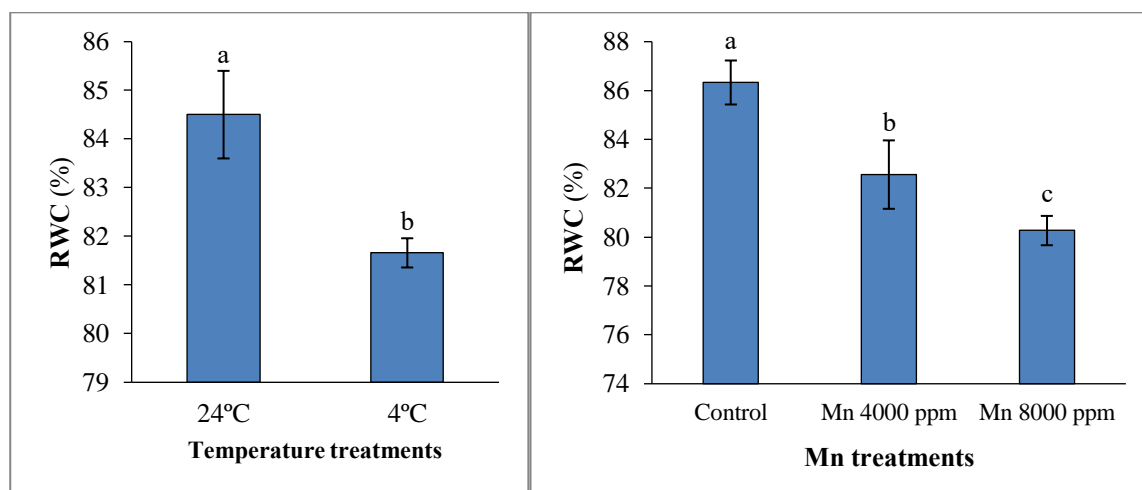 86
85
84
83
82
81
80
79
RWC (%)
a
b
24ºC
4ºC
Temperature treatments
88
86
84
82
80
78
76
74
RWC (%)
a
b
c
Control
Mn 4000 ppm
Mn 8000 ppm
Mn treatments